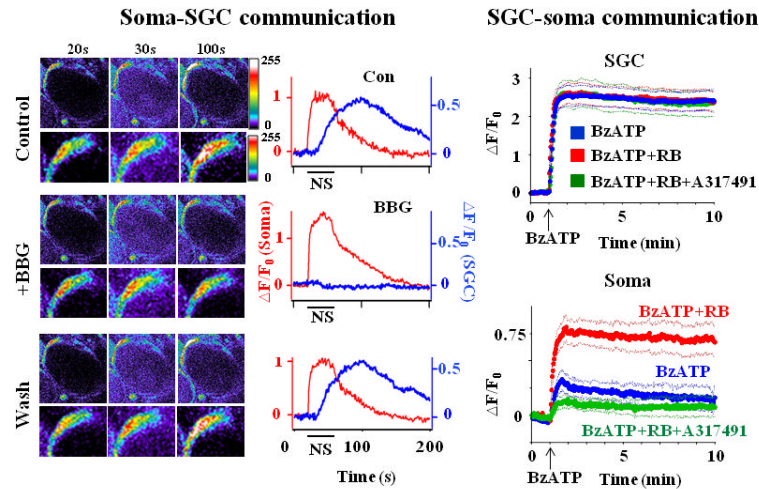 Soma-SGC communication
SGC-soma communication
20s
30s
100s
Control
255
0
255
0
+BBG
Wash
Con
1
0
0.5
0
NS
BBG
ΔF/F0 (Soma)
1
0
0.5
0
ΔF/F0 (SGC)
NS
1
0
0.5
0
NS
0
100
200
Time (s)
SGC
ΔF/F0
3
2
1
0
BzATP
BzATP+RB
BzATP+RB+A317491
5
10
BzATP
Time (min)
Soma
ΔF/F0
0.75
0
BzATP+RB
BzATP
BzATP+RB+A317491
0
5
10
BzATP
Time (min)